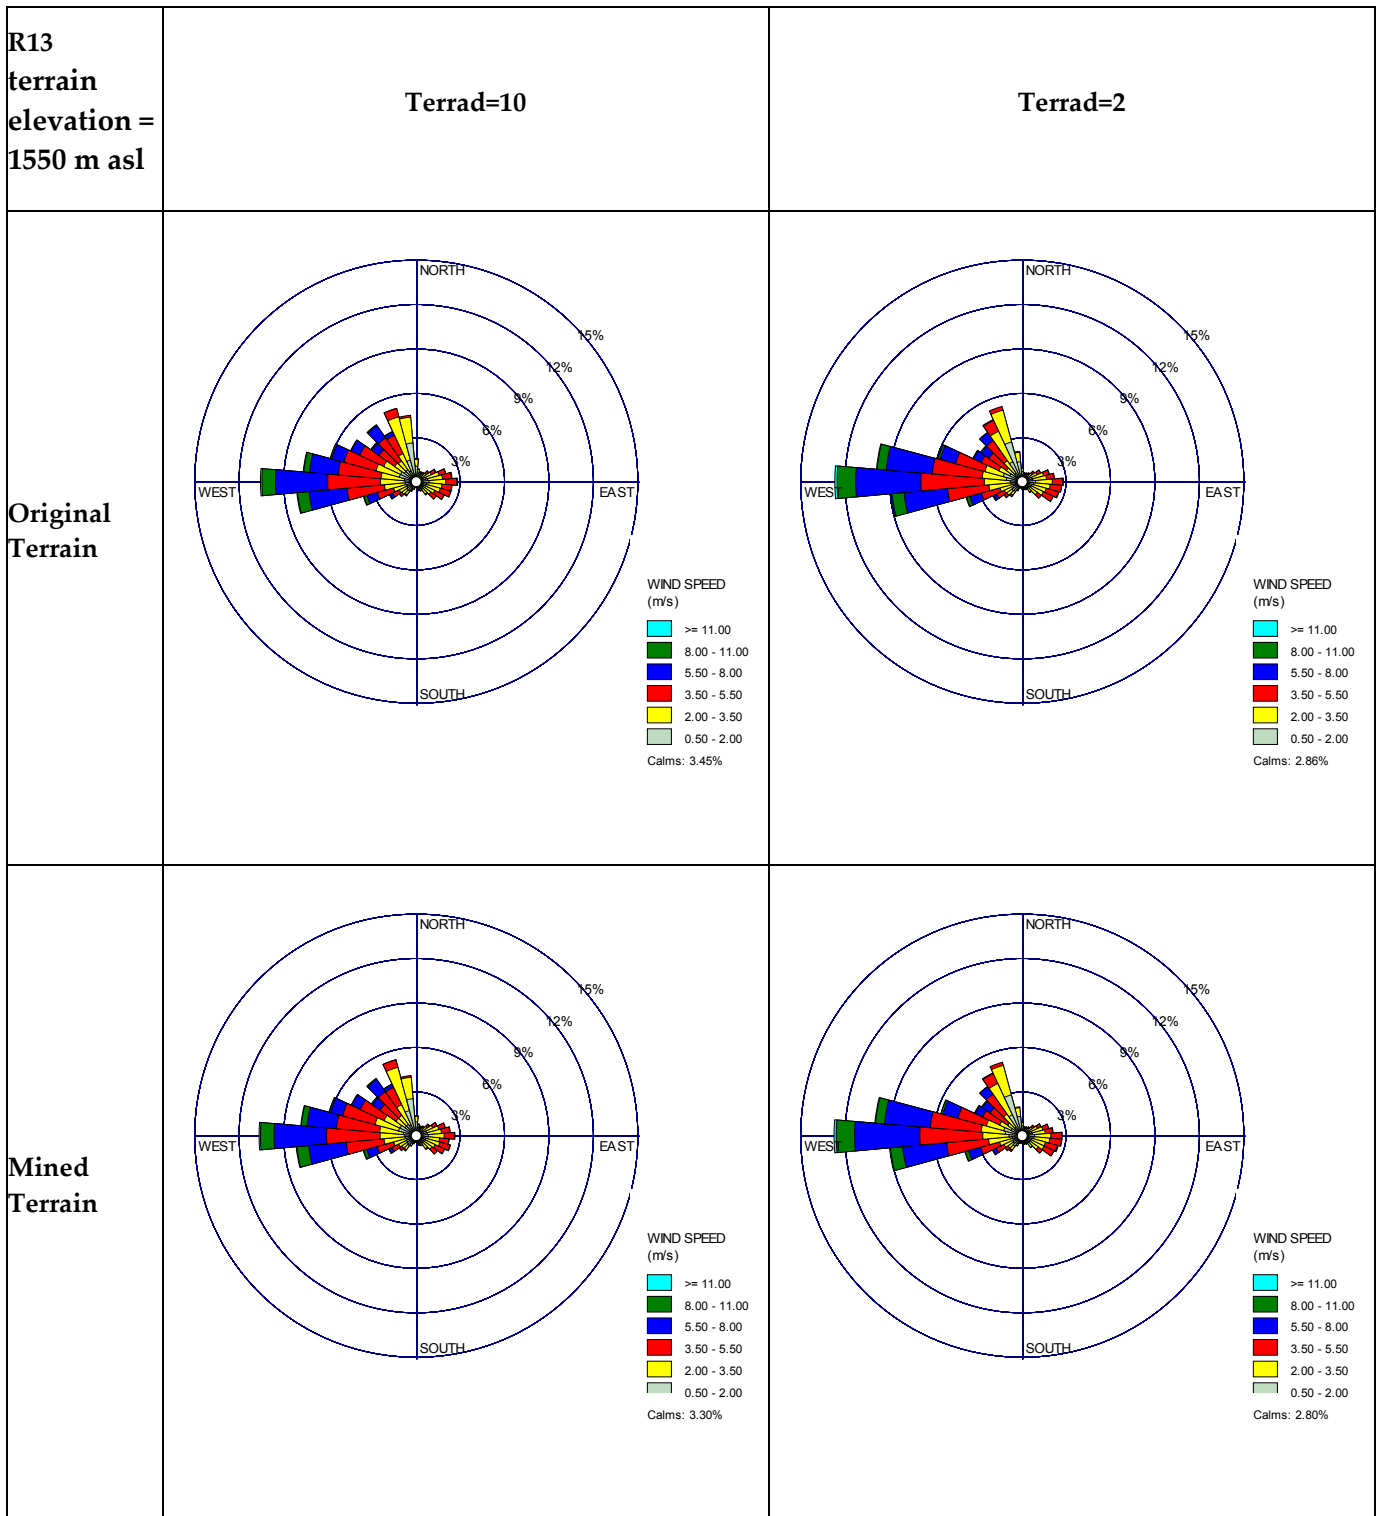 R13
terrain
elevation =
1550 m asl
Terrad=10
Terrad=2
Original
Terrain
NORTH
15%
12%
9%
6%
3%
WEST
EAST
SOUTH
WIND SPEED
(m/s)
>= 11.00
8.00 - 11.00
5.50 - 8.00
3.50 - 5.50
2.00 - 3.50
0.50 - 2.00
Calms: 3.45%
NORTH
15%
12%
9%
6%
3%
WEST
EAST
SOUTH
WIND SPEED
(m/s)
>= 11.00
8.00 - 11.00
5.50 - 8.00
3.50 - 5.50
2.00 - 3.50
0.50 - 2.00
Calms: 2.86%
Mined
Terrain
NORTH
15%
12%
9%
6%
3%
WEST
EAST
SOUTH
WIND SPEED
(m/s)
>= 11.00
8.00 - 11.00
5.50 - 8.00
3.50 - 5.50
2.00 - 3.50
0.50 - 2.00
Calms: 3.30%
NORTH
15%
12%
9%
6%
3%
WEST
EAST
SOUTH
WIND SPEED
(m/s)
>= 11.00
8.00 - 11.00
5.50 - 8.00
3.50 - 5.50
2.00 - 3.50
0.50 - 2.00
Calms: 2.80%